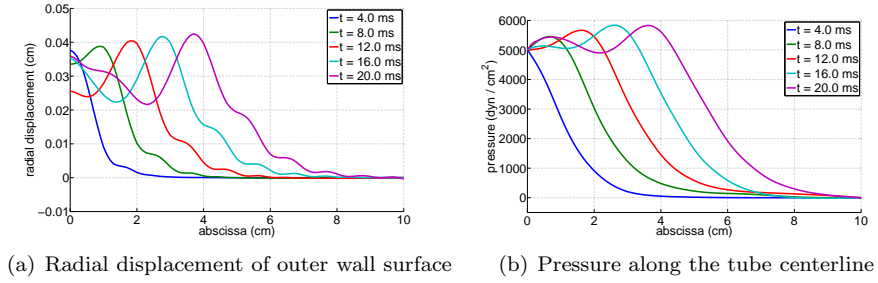 0.05
0.04
0.03
0.02
0.01
0
−0.01
radial displacement (cm)
0 2 4 6 8 10
abscissa (cm)
t = 4.0 ms
t = 8.0 ms
t = 12.0 ms
t = 16.0 ms
t = 20.0 ms
(a) Radial displacement of outer wall surface
6000
5000
4000
3000
2000
1000
0
pressure (dyn / cm²)
0 2 4 6 8 10
abscissa (cm)
t = 4.0 ms
t = 8.0 ms
t = 12.0 ms
t = 16.0 ms
t = 20.0 ms
(b) Pressure along the tube centerline